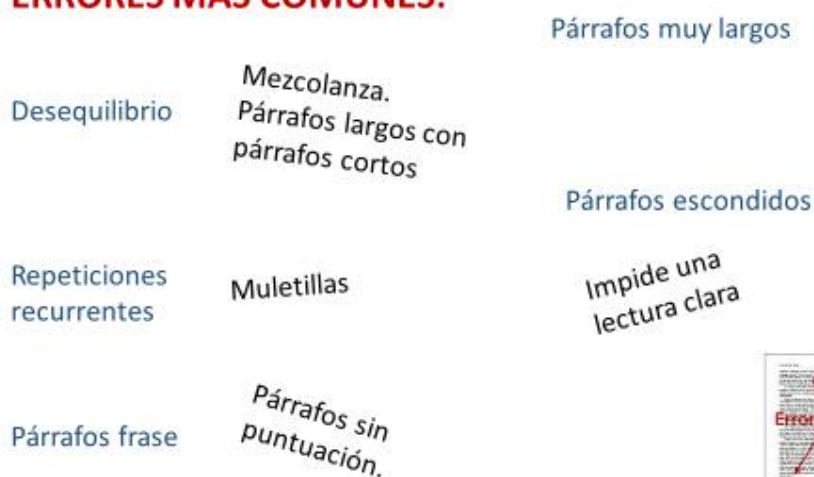 ERRORES MAS COMUNES:
Párrafos muy largos
Desequilibrio
Mezcolanza.
Párrafos largos con
párrafos cortos
Párrafos escondidos
Repeticiones
recurrentes
Muletillas
Impide una
lectura clara
Párrafos frase
Párrafos sin
puntuación.